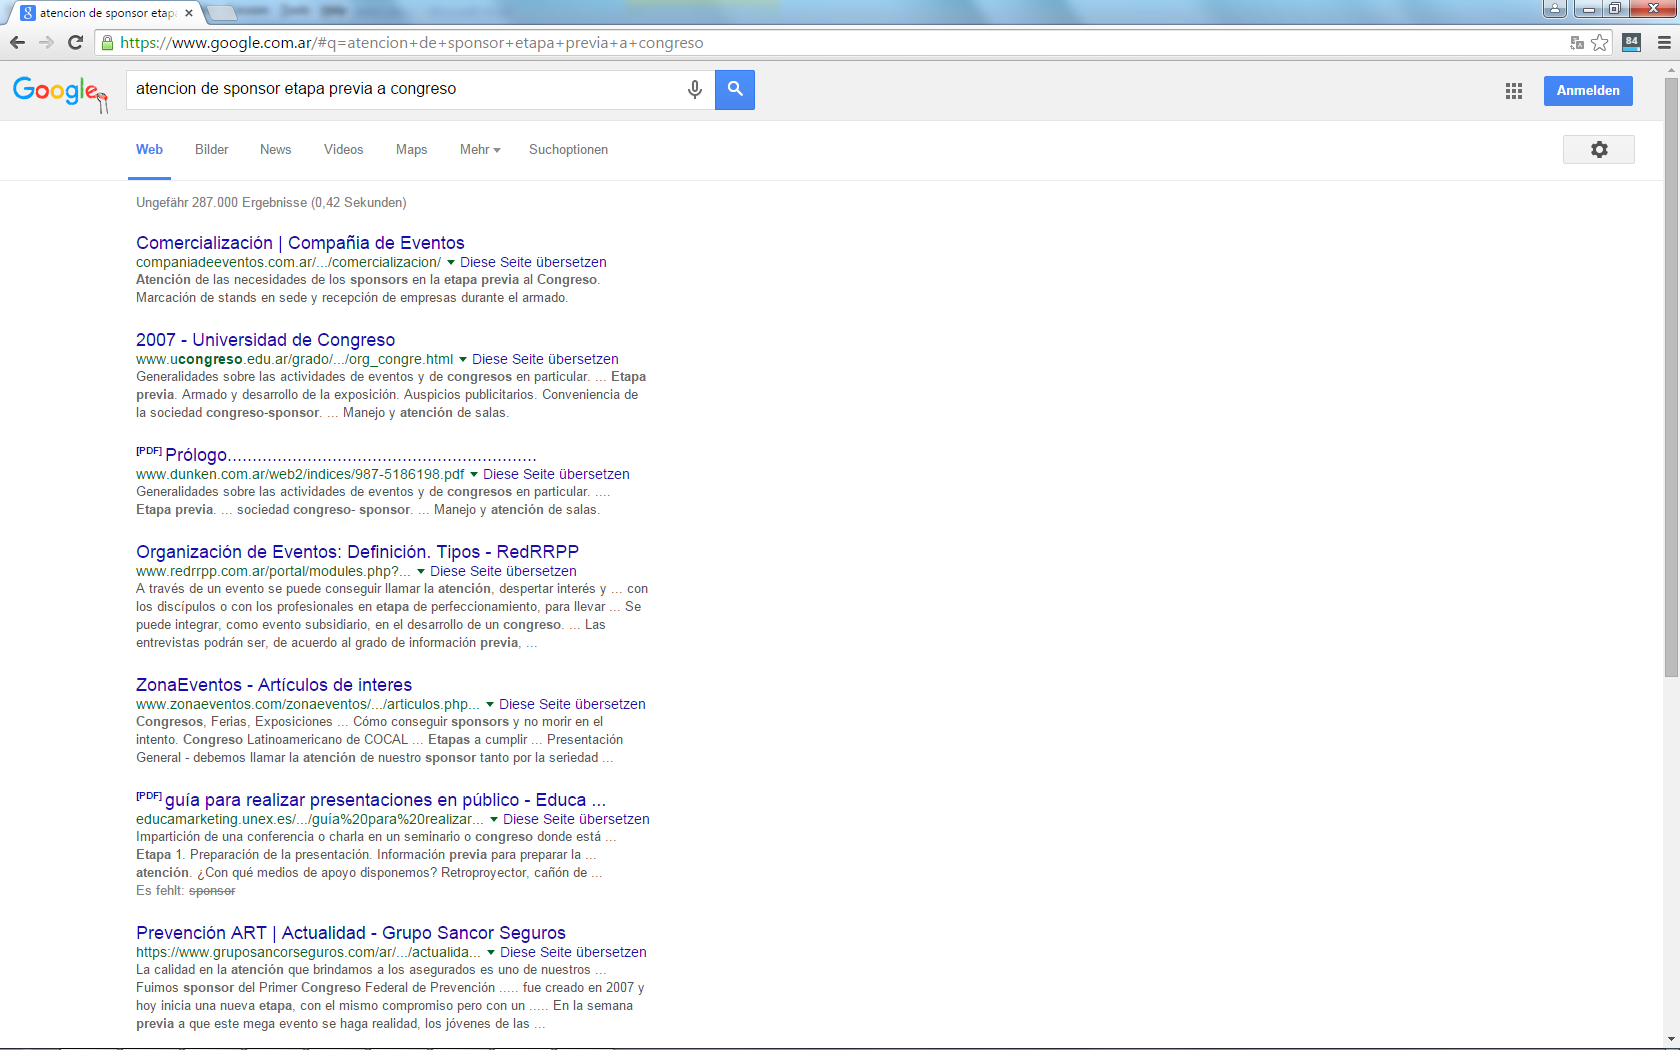 atencion de sponsor etap
https://www.google.com.ar/#q=atencion+de+sponsor+etapa+previa+a+congreso
84
Google
atencion de sponsor etapa previa a congreso
Anmelden
Web Bilder News Videos Maps Mehr Suchoptionen
Ungefähr 287.000 Ergebnisse (0,42 Sekunden)
Comercialización | Compañia de Eventos
companiadeeventos.com.ar/.../comercializacion/ Diese Seite übersetzen
Atención de las necesidades de los sponsors en la etapa previa al Congreso.
Marcación de stands en sede y recepción de empresas durante el armado.
2007 - Universidad de Congreso
www.ucongreso.edu.ar/grado/.../org_congre.html Diese Seite übersetzen
Generalidades sobre las actividades de eventos y de congresos en particular. ... Etapa
previa. Armado y desarrollo de la exposición. Auspicios publicitarios. Conveniencia de
la sociedad congreso-sponsor. ... Manejo y atención de salas.
[PDF] Prólogo..............................................................
www.dunken.com.ar/web2/indices/987-5186198.pdf Diese Seite übersetzen
Generalidades sobre las actividades de eventos y de congresos en particular. ....
Etapa previa. ... sociedad congreso- sponsor. ... Manejo y atención de salas.
Organización de Eventos: Definición. Tipos - RedRRPP
www.redrrpp.com.ar/portal/modules.php?... Diese Seite übersetzen
A través de un evento se puede conseguir llamar la atención, despertar interés y ... con
los discípulos o con los profesionales en etapa de perfeccionamiento, para llevar ... Se
puede integrar, como evento subsidiario, en el desarrollo de un congreso. ... Las
entrevistas podrán ser, de acuerdo al grado de información previa, ...
ZonaEventos - Artículos de interes
www.zonaeventos.com/zonaeventos/.../articulos.php... Diese Seite übersetzen
Congresos, Ferias, Exposiciones ... Cómo conseguir sponsors y no morir en el
intento. Congreso Latinoamericano de COCAL ... Etapas a cumplir ... Presentación
General - debemos llamar la atención de nuestro sponsor tanto por la seriedad ...
[PDF] guía para realizar presentaciones en público - Educa ...
educamarketing.unex.es/.../guía%20para%20realizar... Diese Seite übersetzen
Impartición de una conferencia o charla en un seminario o congreso donde está ...
Etapa 1. Preparación de la presentación. Información previa para preparar la ...
atención. ¿Con qué medios de apoyo disponemos? Retroproyector, cañón de ...
Es fehlt: sponsor
Prevención ART | Actualidad - Grupo Sancor Seguros
https://www.gruposancorseguros.com/ar/.../actualida... Diese Seite übersetzen
La calidad en la atención que brindamos a los asegurados es uno de nuestros ...
Fuimos sponsor del Primer Congreso Federal de Prevención ..... fue creado en 2007 y
hoy inicia una nueva etapa, con el mismo compromiso pero con un ..... En la semana
previa a que este mega evento se haga realidad, los jóvenes de las ...